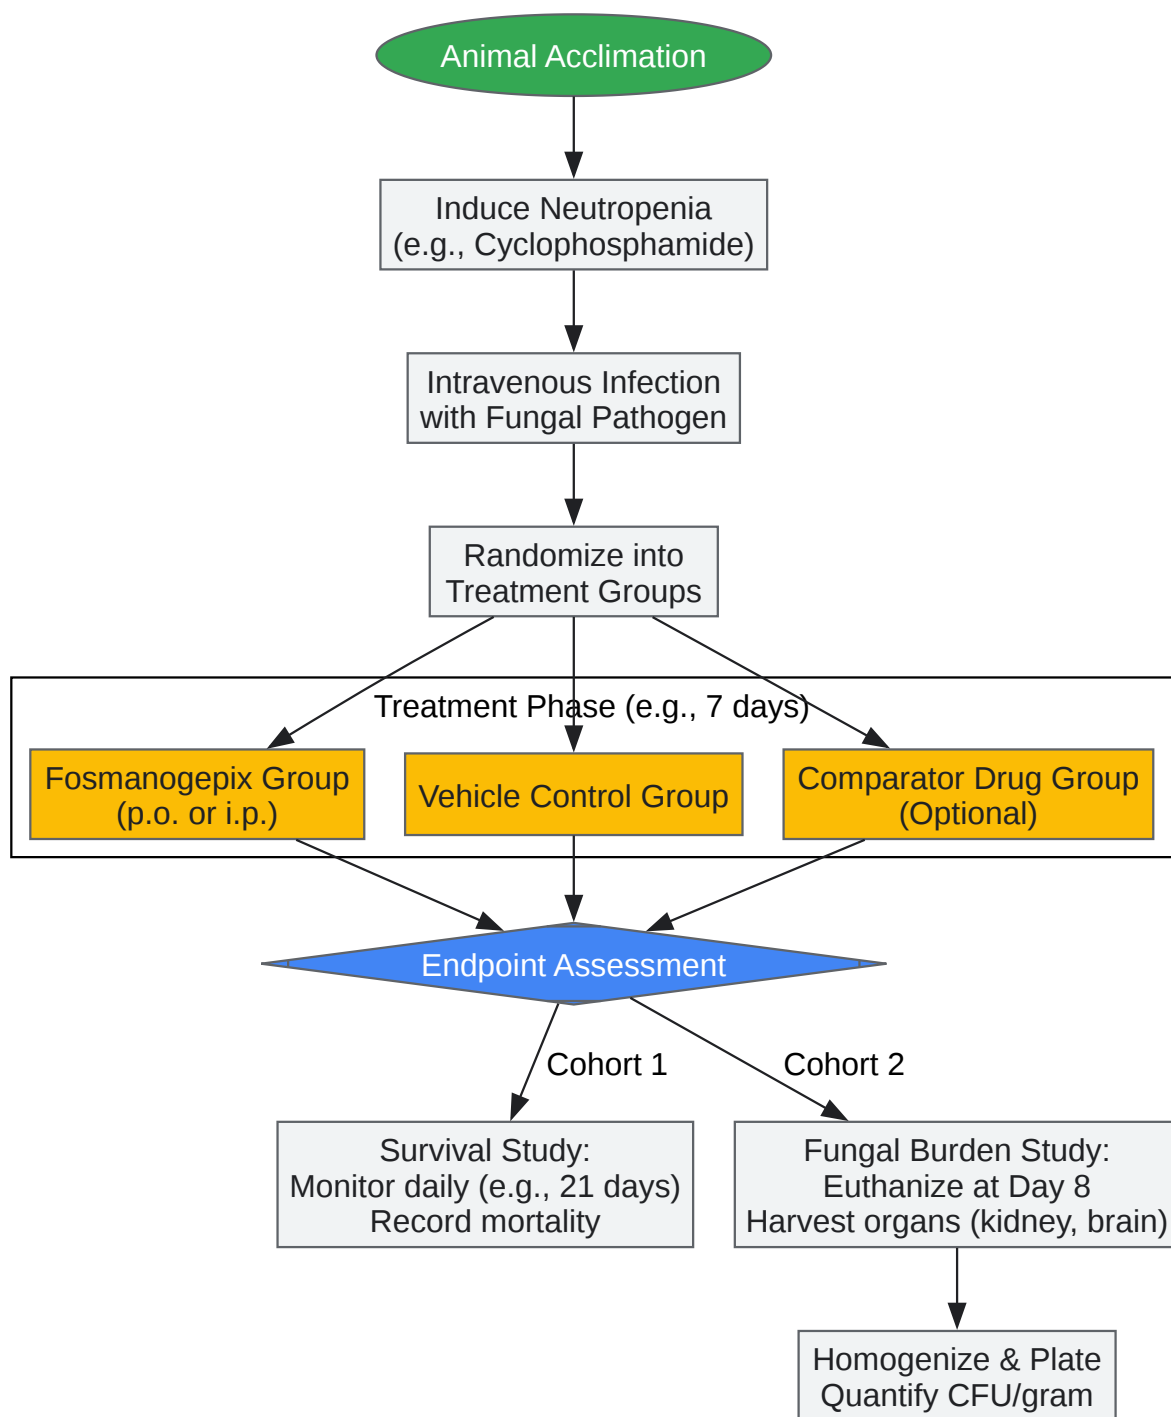 Animal Acclimation
Induce Neutropenia
(e.g., Cyclophosphamide)
Intravenous Infection
with Fungal Pathogen
Randomize into
Treatment Groups
Treatment Phase (e.g., 7 days)
Fosmanogepix Group
(p.o. or i.p.)
Vehicle Control Group
Comparator Drug Group
(Optional)
Endpoint Assessment
Cohort 1
Cohort 2
Survival Study:
Monitor daily (e.g., 21 days)
Record mortality
Fungal Burden Study:
Euthanize at Day 8
Harvest organs (kidney, brain)
Homogenize & Plate
Quantify CFU/gram